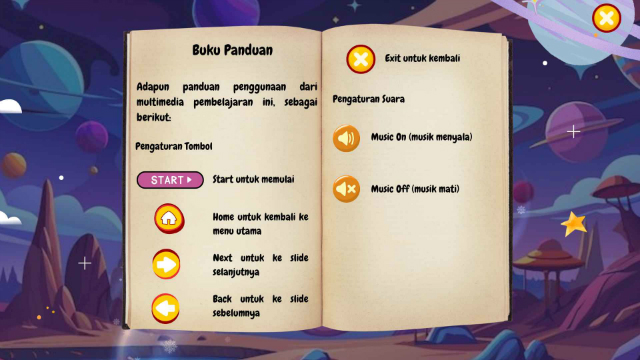 Buku Panduan
Adapun panduan penggunaan dari
multimedia pembelajaran ini, sebagai
berikut:
Pengaturan Tombol
START
Start untuk memulai
Home untuk kembali ke
menu utama
Next untuk ke slide
selanjutnya
Back untuk ke slide
sebelumnya
Exit untuk kembali
Pengaturan Suara
Music On (musik menyala)
Music Off (musik mati)